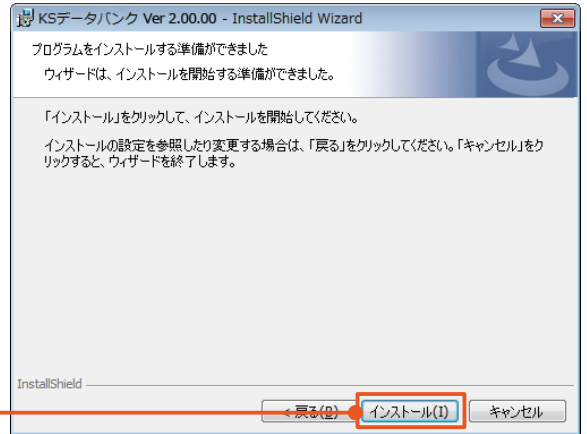 KSデータバンク Ver 2.00.00 - InstallShield Wizard
プログラムをインストールする準備ができました
ウィザードは、インストールを開始する準備ができました。
「インストール」をクリックして、インストールを開始してください。
インストールの設定を参照したり変更する場合は、「戻る」をクリックしてください。「キャンセル」をク
リックすると、ウィザードを終了します。
InstallShield
< 戻る(B) インストール(I) キャンセル